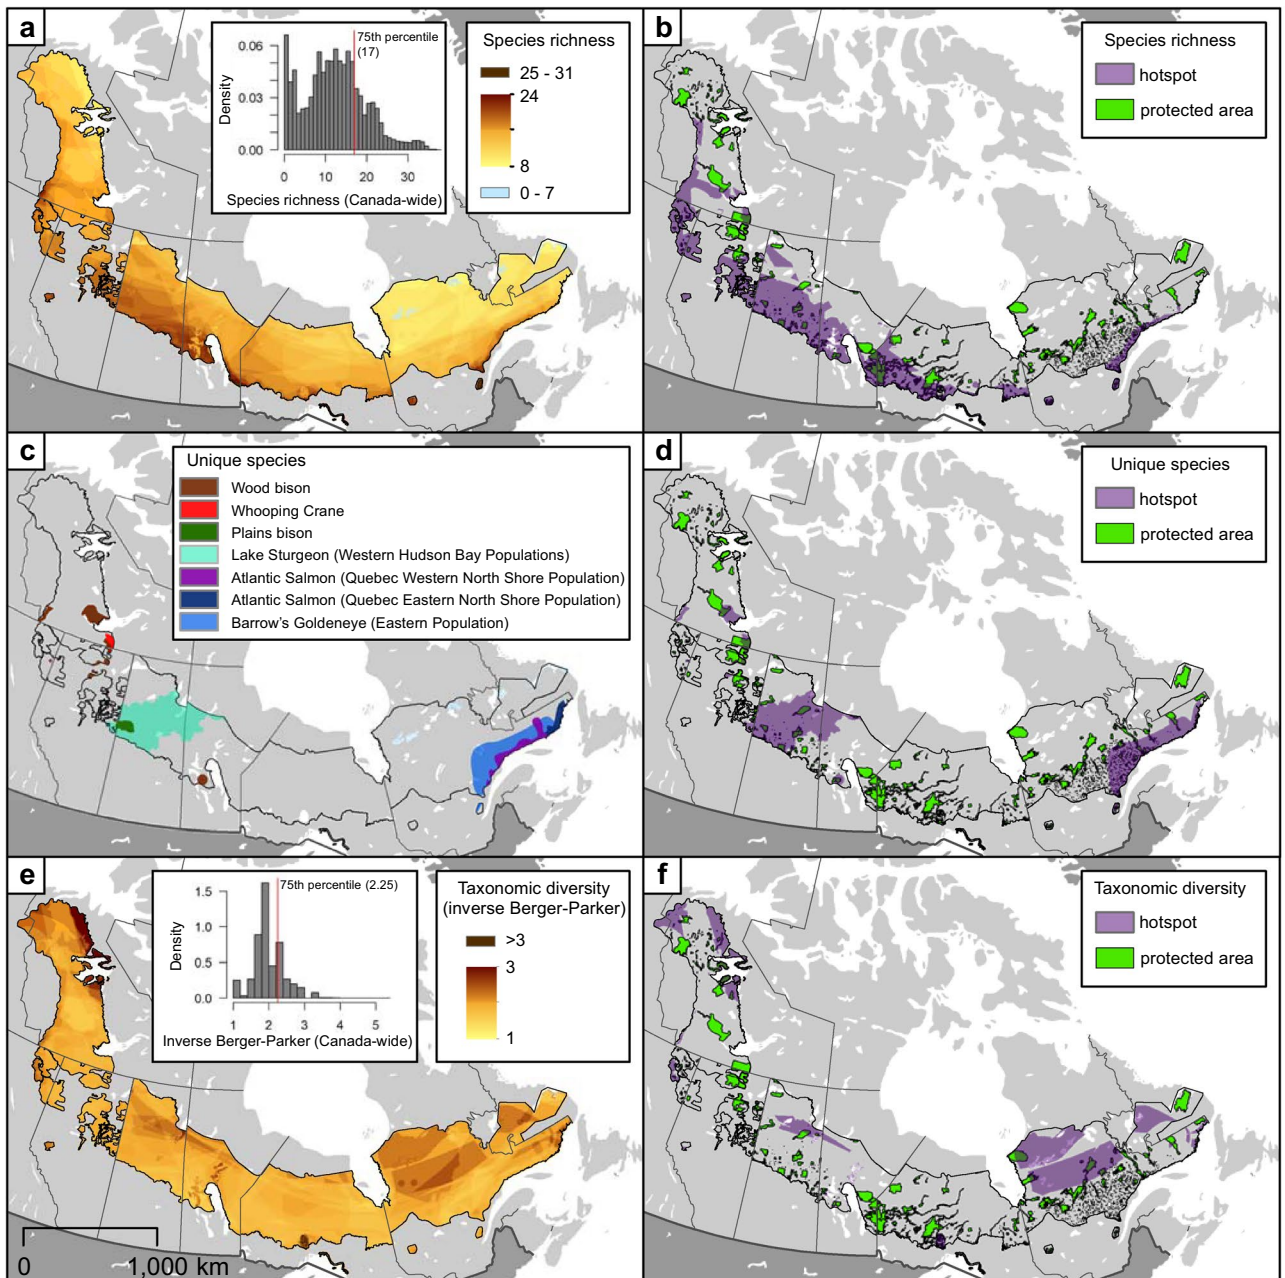 a
0.06
0.03
0.00
Density
75th percentile
(17)
0 10 20 30
Species richness (Canada-wide)
Species richness
25 - 31
24
8
0 - 7
b
Species richness
hotspot
protected area
c
Unique species
Wood bison
Whooping Crane
Plains bison
Lake Sturgeon (Western Hudson Bay Populations)
Atlantic Salmon (Quebec Western North Shore Population)
Atlantic Salmon (Quebec Eastern North Shore Population)
Barrow's Goldeneye (Eastern Population)
d
Unique species
hotspot
protected area
e
1.5
1.0
0.5
0.0
Density
75th percentile (2.25)
1 2 3 4 5
Inverse Berger-Parker (Canada-wide)
Taxonomic diversity
(inverse Berger-Parker)
>3
3
1
0 1,000 km
f
Taxonomic diversity
hotspot
protected area